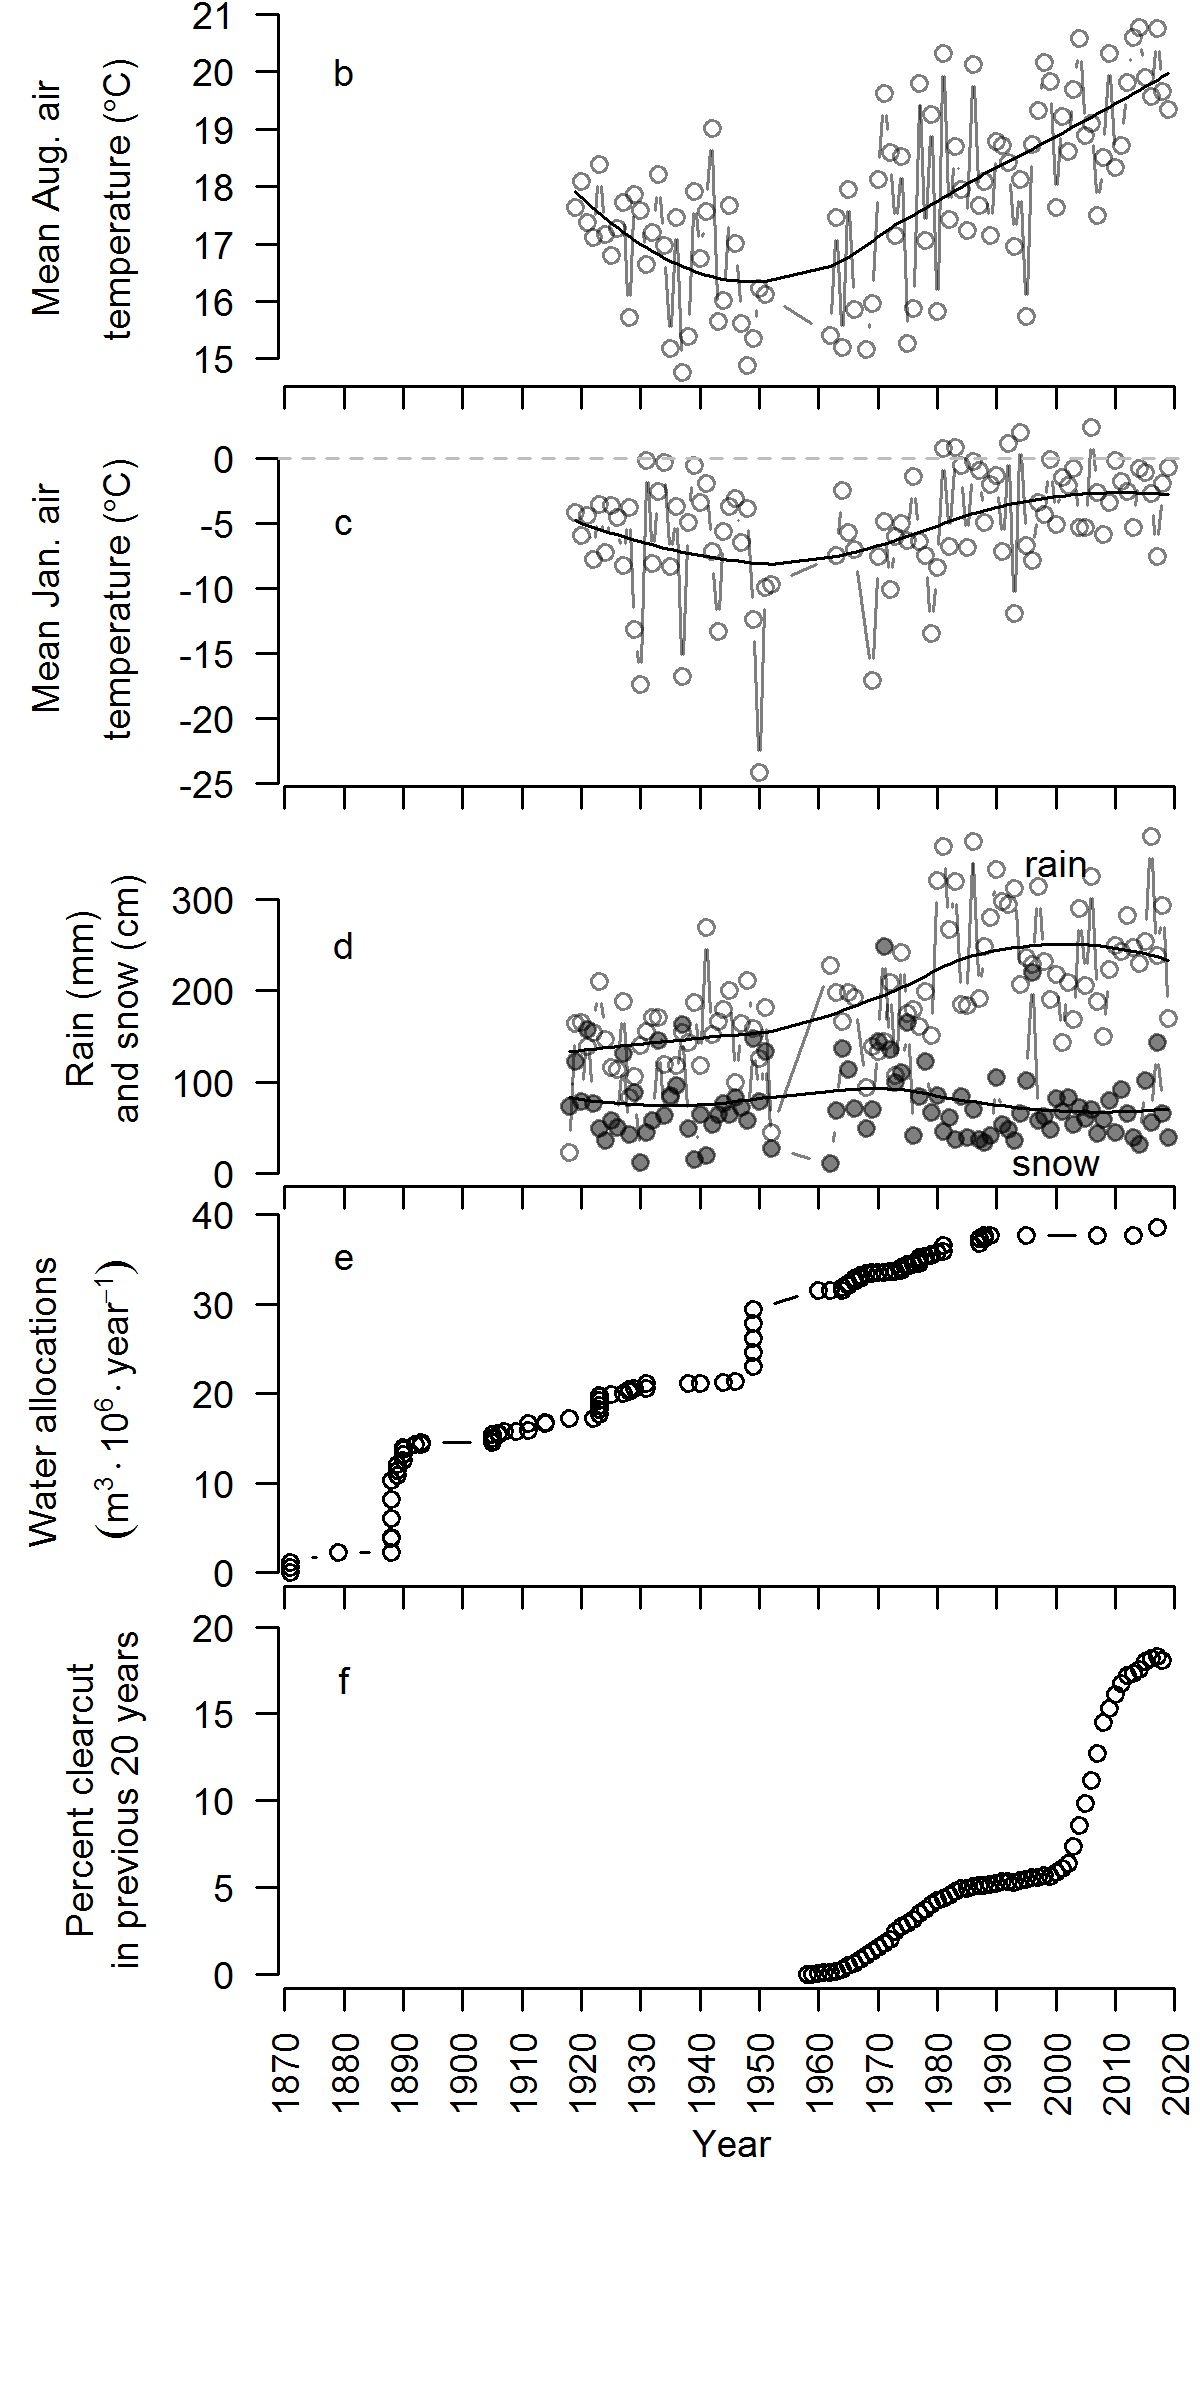 Mean Aug. air
temperature (°C)
21
20
19
18
17
16
15
b
Mean Jan. air
temperature (°C)
0
-5
-10
-15
-20
-25
c
Rain (mm)
and snow (cm)
300
200
100
0
d
rain
snow
Water allocations
(m³ · 10⁶ · year⁻¹)
40
30
20
10
0
e
Percent clearcut
in previous 20 years
20
15
10
5
0
f
1870 1880 1890 1900 1910 1920 1930 1940 1950 1960 1970 1980 1990 2000 2010 2020
Year